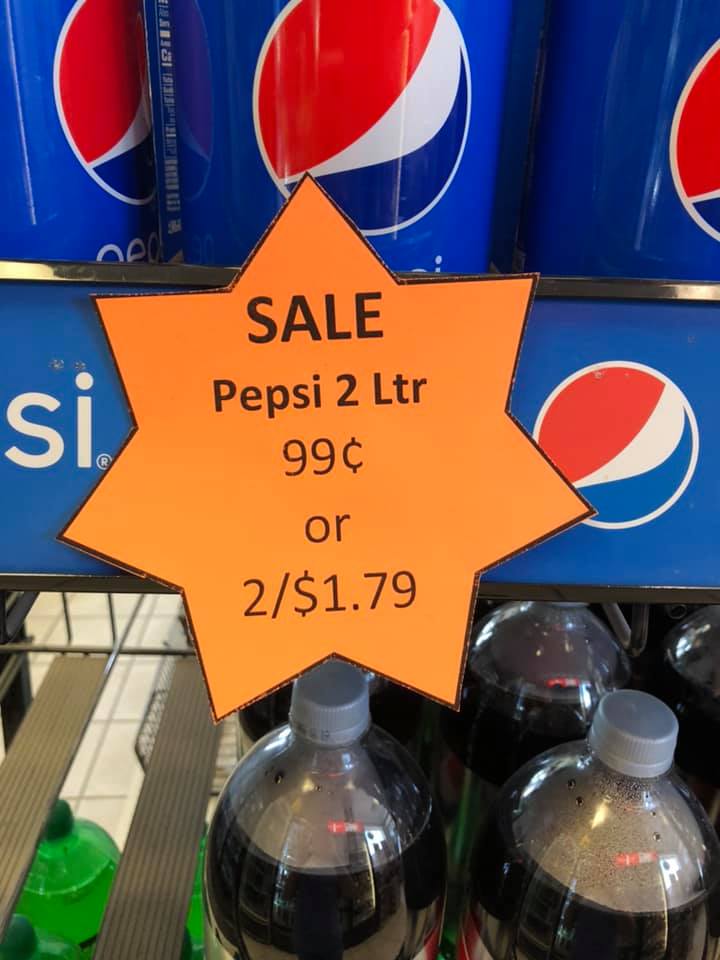 SALE
Pepsi 2 Ltr
99¢
or
2/$1.79
si®